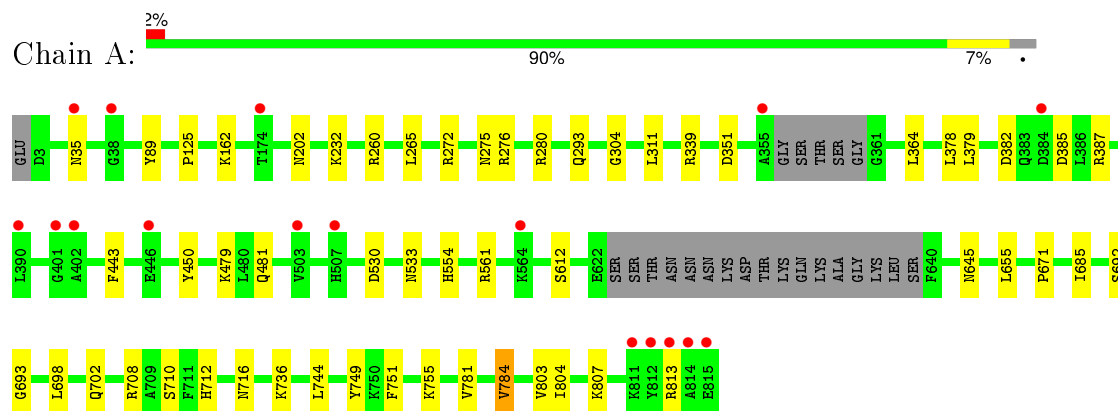 2%
Chain A:
90% 7% •
GLU D3 N35 G38 Y89 P125 K162 T174 N202 K232 R260 L265 R272 N275 R276 R280 Q293 G304 L311 R339 D351 A355 GLY SER THR SER GLY G361 L364 L378 L379 D382 Q383 D384 D385 L386 R387
L390 G401 A402 F443 E446 Y450 K479 L480 Q481 V503 H507 D530 N533 H554 R561 K564 S612 E622 SER SER THR ASN ASN ASN LYS ASP THR LYS GLN LYS ALA GLY LYS LEU SER F640 N645 L655 P671 I685 S692
G693 L698 Q702 R708 A709 S710 F711 H712 N716 K736 L744 Y749 K750 F751 K755 V781 V784 V803 I804 K807 K811 Y812 R813 A814 E815